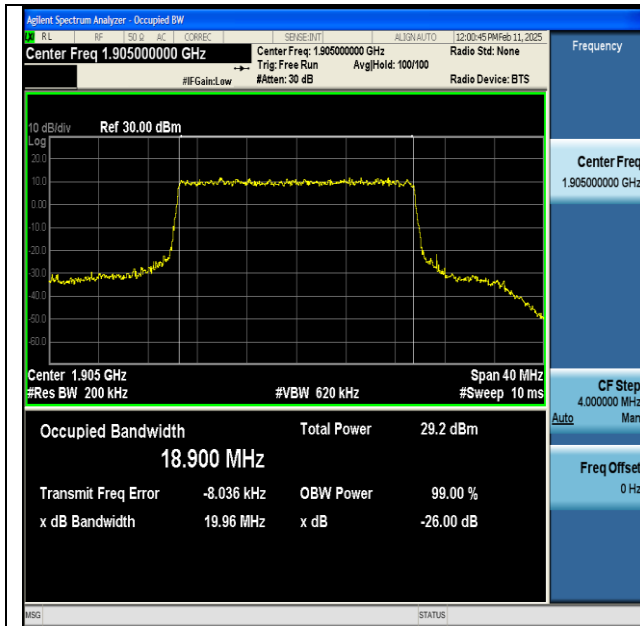 Agilent Spectrum Analyzer - Occupied BW
RL RF 50 Ω AC CORREC SENSE:INT ALIGN AUTO 12:00:45 PM Feb 11, 2025
Center Freq 1.905000000 GHz
Center Freq: 1.905000000 GHz
Radio Std: None
Trig: Free Run Avg|Hold: 100/100
#IFGain:Low
#Atten: 30 dB
Radio Device: BTS
Frequency
10 dB/div Ref 30.00 dBm
Log
20.0
10.0
0.00
-10.0
-20.0
-30.0
-40.0
-50.0
-60.0
Center 1.905 GHz Span 40 MHz
#Res BW 200 kHz #VBW 620 kHz #Sweep 10 ms
Occupied Bandwidth Total Power 29.2 dBm
18.900 MHz
Transmit Freq Error -8.036 kHz OBW Power 99.00 %
x dB Bandwidth 19.96 MHz x dB -26.00 dB
Center Freq
1.905000000 GHz
CF Step
4.000000 MHz
Auto Man
Freq Offset
0 Hz
MSG STATUS